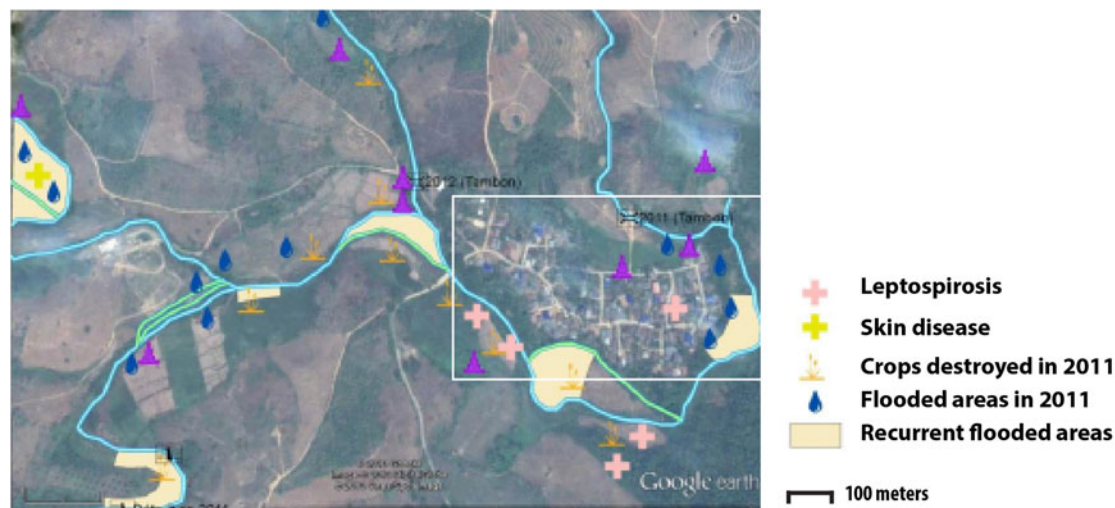 2012 (Tambon)
2011 (Tambon)
Google earth
Leptospirosis
Skin disease
Crops destroyed in 2011
Flooded areas in 2011
Recurrent flooded areas
100 meters